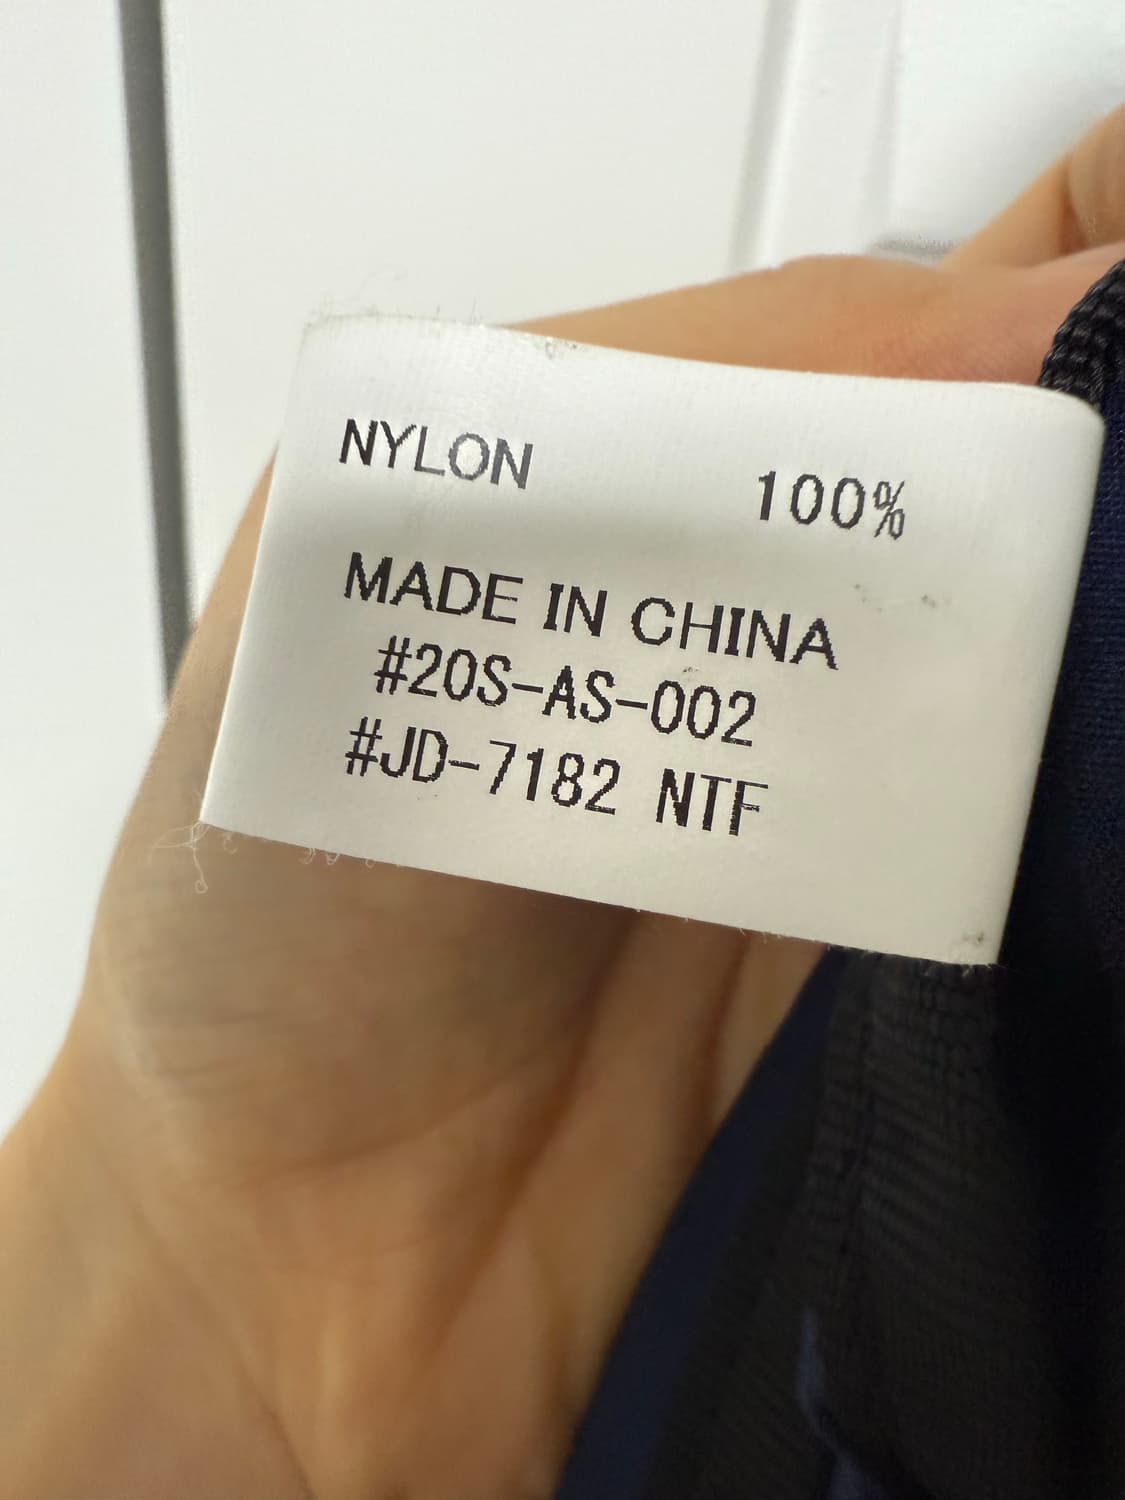 NYLON 100%
MADE IN CHINA
#20S-AS-002
#JD-7182 NTF